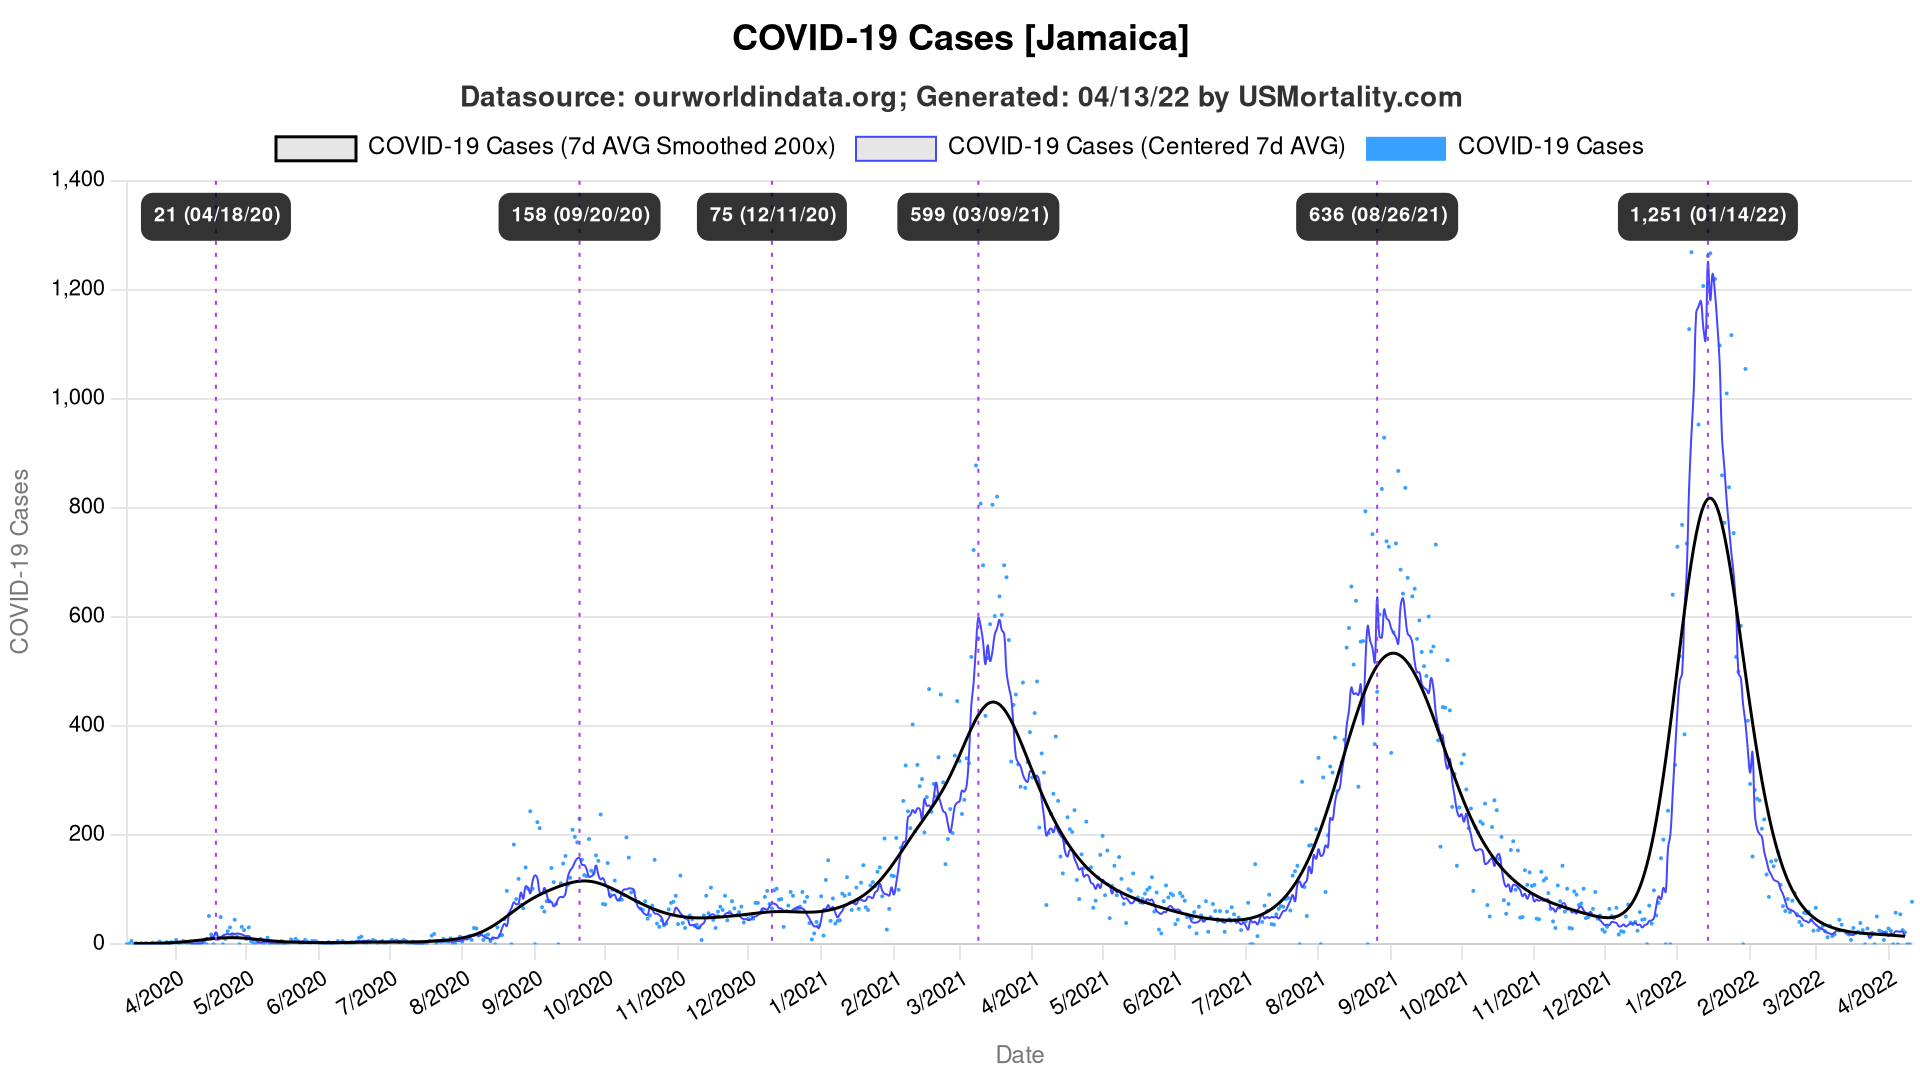 COVID-19 Cases [Jamaica]
Datasource: ourworldindata.org; Generated: 04/13/22 by USMortality.com
COVID-19 Cases (7d AVG Smoothed 200x) COVID-19 Cases (Centered 7d AVG) COVID-19 Cases
21 (04/18/20) 158 (09/20/20) 75 (12/11/20) 599 (03/09/21) 636 (08/26/21) 1,251 (01/14/22)
COVID-19 Cases
1,400
1,200
1,000
800
600
400
200
0
4/2020 5/2020 6/2020 7/2020 8/2020 9/2020 10/2020 11/2020 12/2020 1/2021 2/2021 3/2021 4/2021 5/2021 6/2021 7/2021 8/2021 9/2021 10/2021 11/2021 12/2021 1/2022 2/2022 3/2022 4/2022
Date